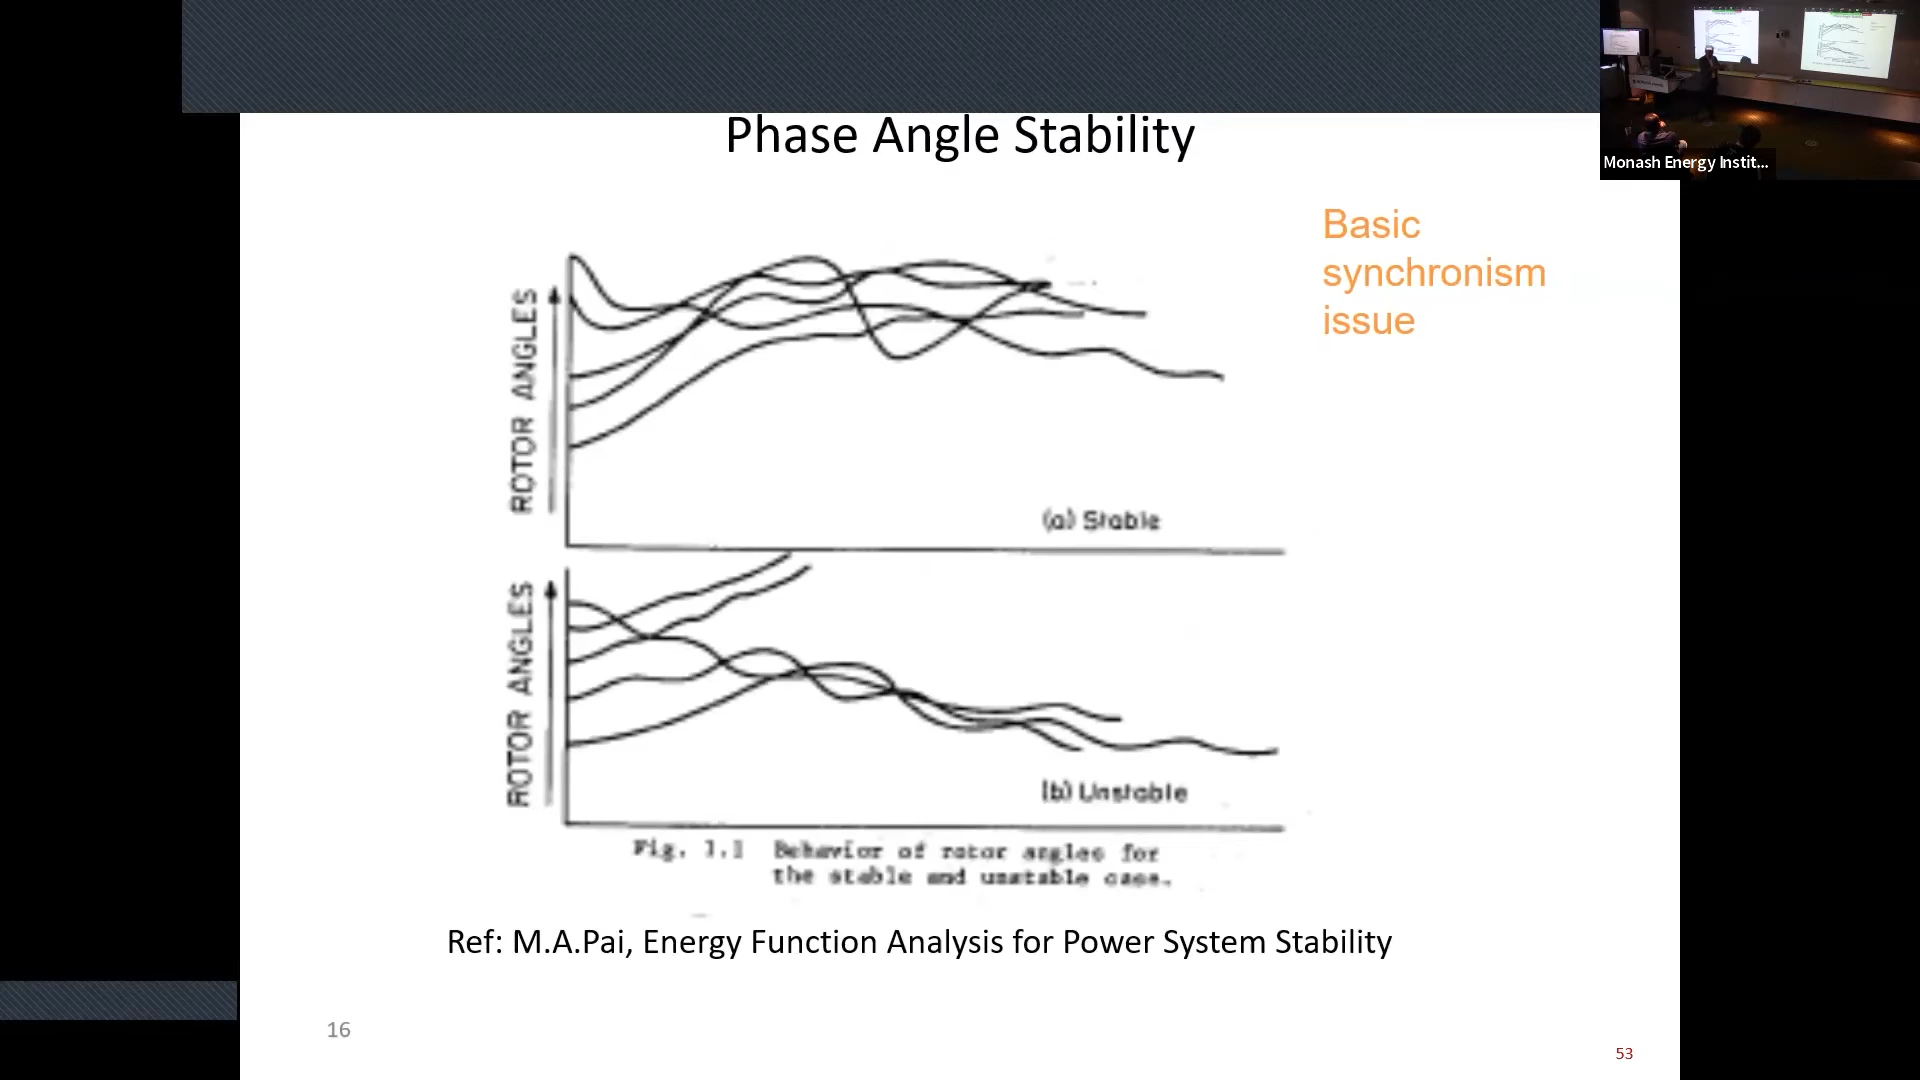 Phase Angle Stability
Monash Energy Instit...
Basic
synchronism
issue
ROTOR ANGLES
(a) Stable
ROTOR ANGLES
(b) Unstable
Fig. 1.1 Behavior of rotor angles for
the stable and unstable case.
Ref: M.A.Pai, Energy Function Analysis for Power System Stability
16
53